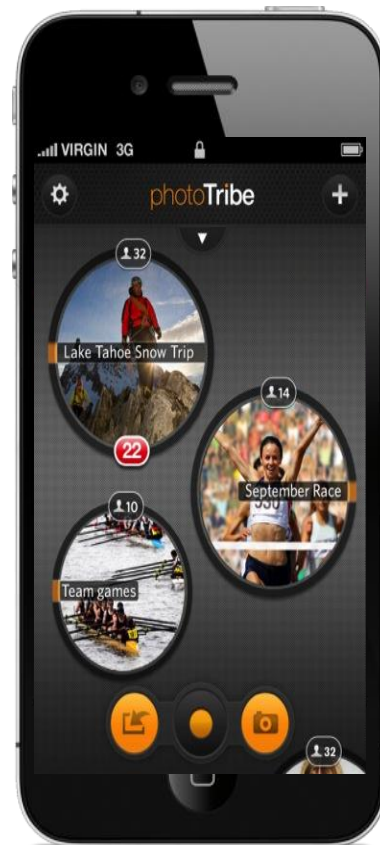 VIRGIN 3G
photoTribe
32
Lake Tahoe Snow Trip
22
14
September Race
10
Team games
32